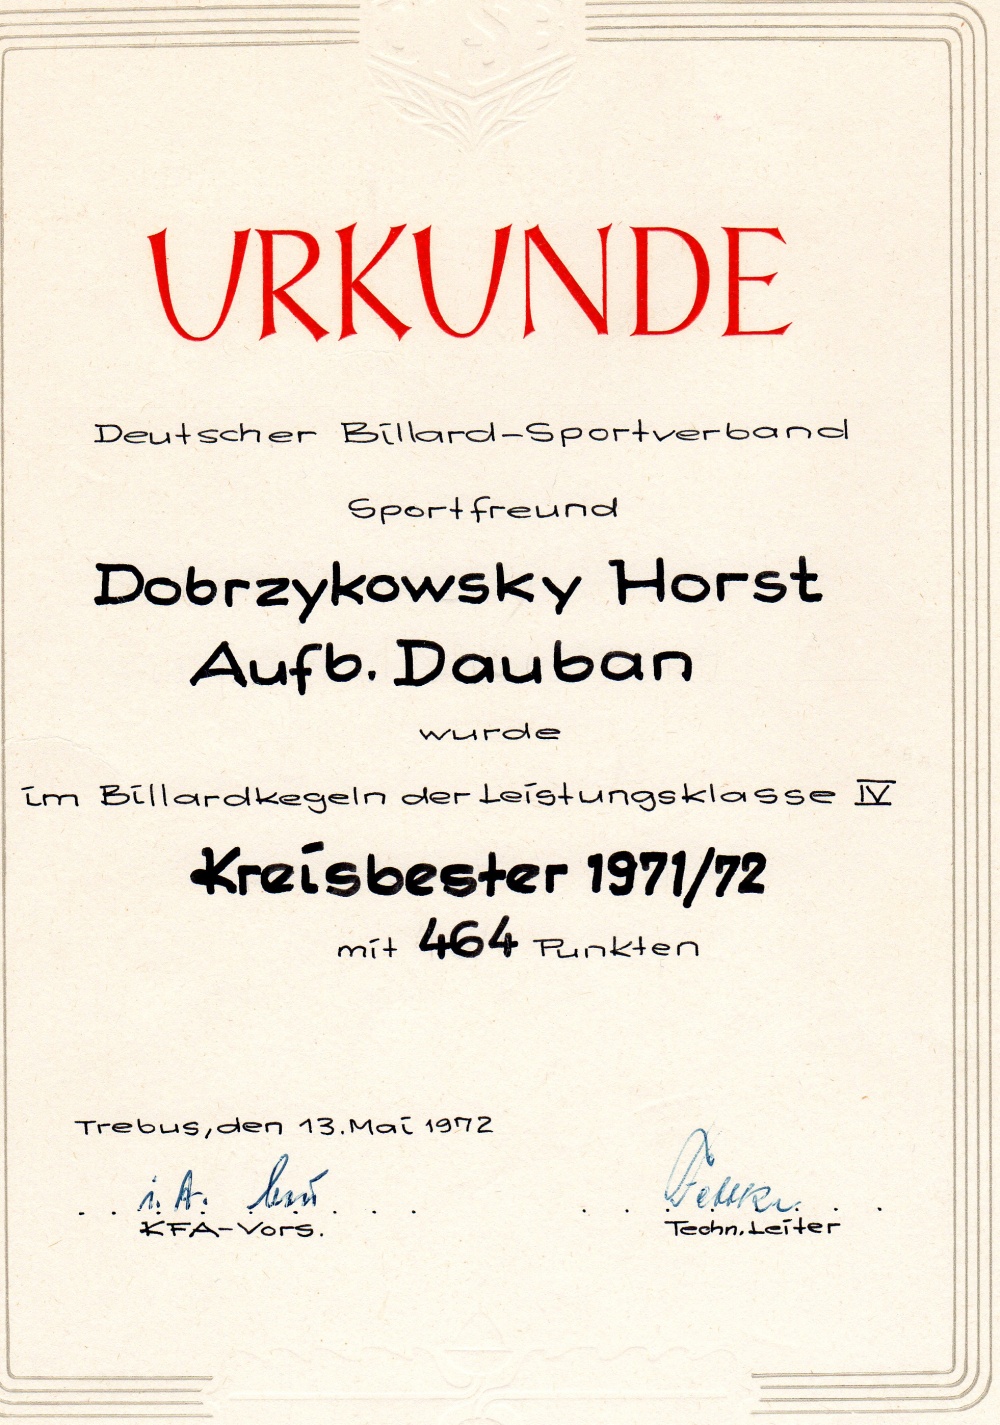 URKUNDE
Deutscher Billard-Sportverband
Sportfreund
Dobrzykowsky Horst
Aufb. Dauban
wurde
im Billardkegeln der Leistungsklasse IV
Kreisbester 1971/72
mit 464 Punkten
Trebus, den 13. Mai 1972
i. A.
KFA-Vors.
Techn. Leiter